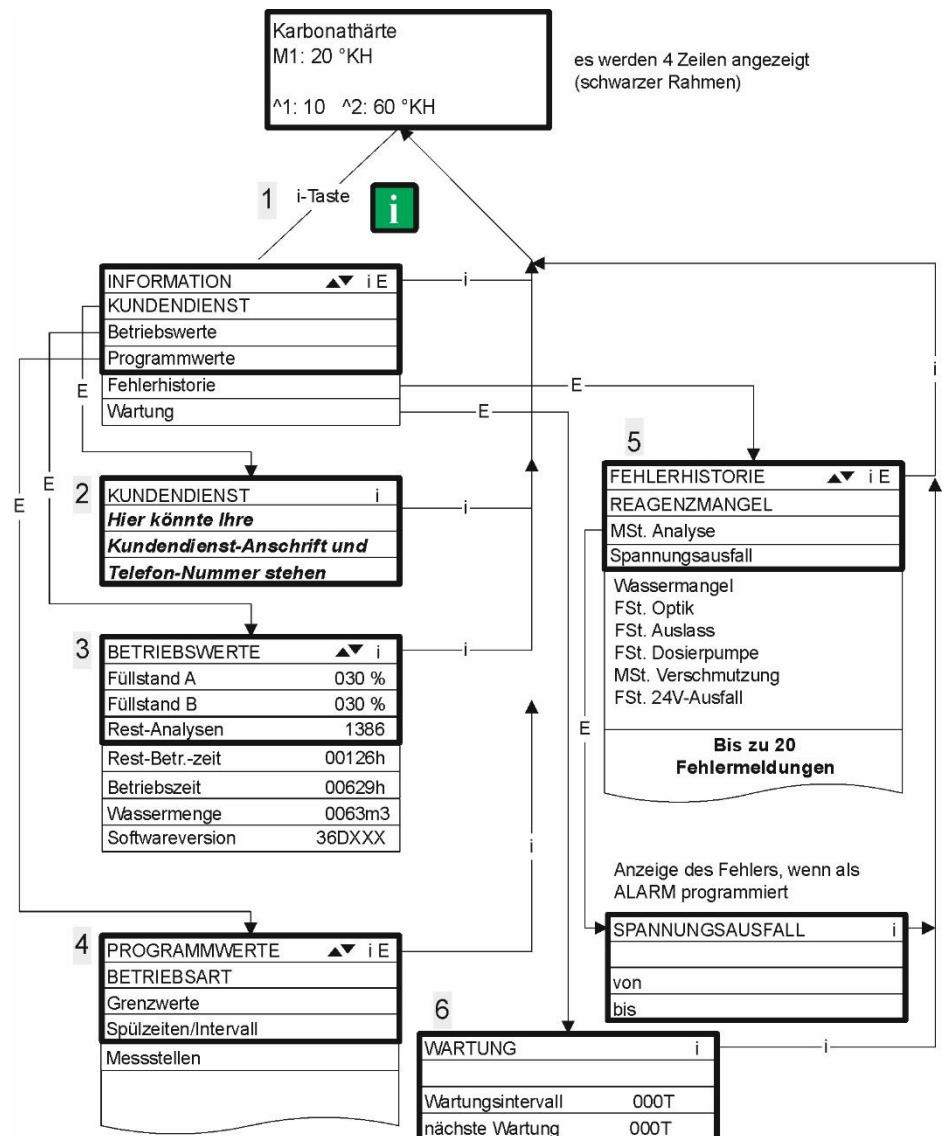 Karbonathärte
M1: 20 °KH
^1: 10 ^2: 60 °KH
es werden 4 Zeilen angezeigt
(schwarzer Rahmen)
1 i-Taste
i
INFORMATION ▲▼ i E
KUNDENDIENST
Betriebswerte
Programmwerte
Fehlerhistorie
Wartung
i
E
E
E
E
E
i
2
KUNDENDIENST i
Hier könnte Ihre
Kundendienst-Anschrift und
Telefon-Nummer stehen
i
3
BETRIEBSWERTE ▲▼ i
Füllstand A 030 %
Füllstand B 030 %
Rest-Analysen 1386
Rest-Betr.-zeit 00126h
Betriebszeit 00629h
Wassermenge 0063m3
Softwareversion 36DXXX
i
i
4
PROGRAMMWERTE ▲▼ i E
BETRIEBSART
Grenzwerte
Spülzeiten/Intervall
Messstellen
5
FEHLERHISTORIE ▲▼ i E
REAGENZMANGEL
MSt. Analyse
Spannungsausfall
Wassermangel
FSt. Optik
FSt. Auslass
FSt. Dosierpumpe
MSt. Verschmutzung
FSt. 24V-Ausfall
Bis zu 20
Fehlermeldungen
E
Anzeige des Fehlers, wenn als
ALARM programmiert
SPANNUNGSAUSFALL i
von
bis
6
WARTUNG i
Wartungsintervall 000T
nächste Wartung 000T
i